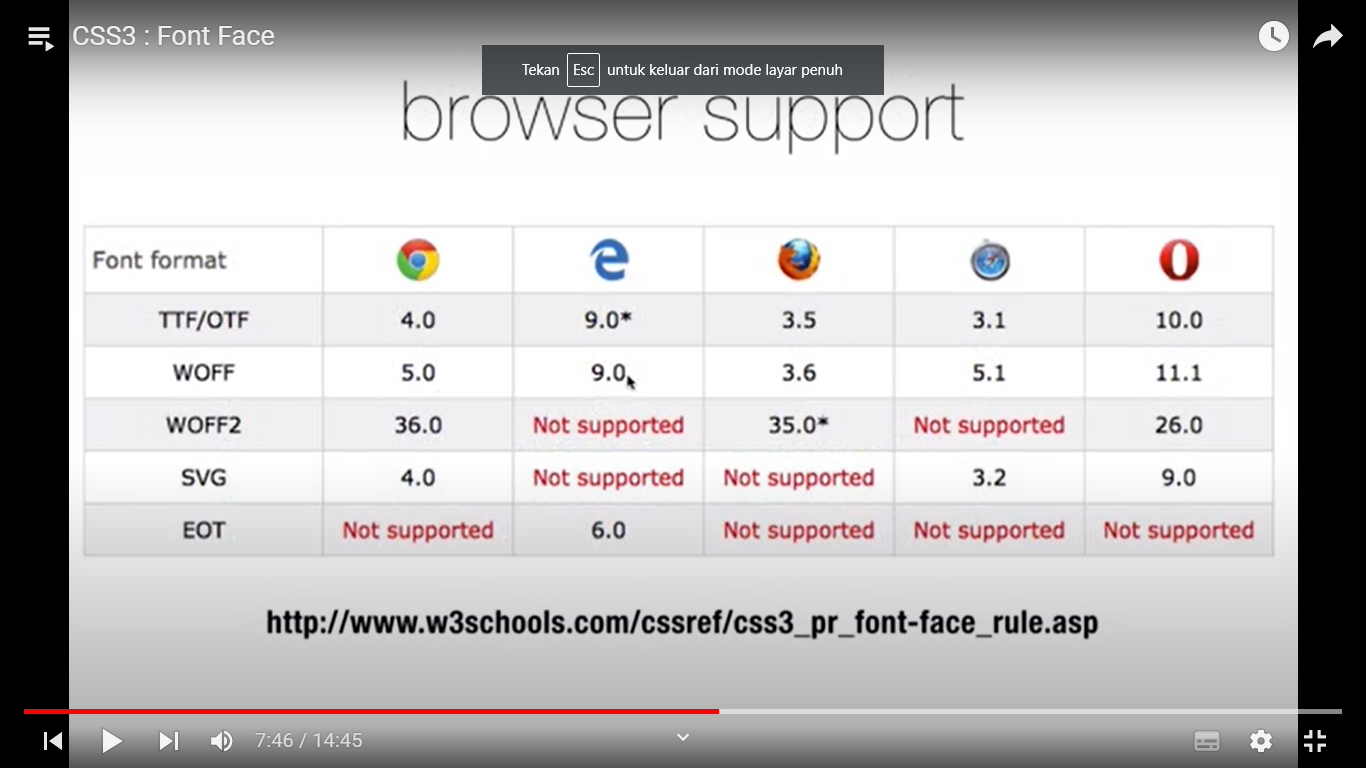 CSS3 : Font Face
Tekan Esc untuk keluar dari mode layar penuh
browser support
Font format
TTF/OTF 4.0 9.0* 3.5 3.1 10.0
WOFF 5.0 9.0 3.6 5.1 11.1
WOFF2 36.0 Not supported 35.0* Not supported 26.0
SVG 4.0 Not supported Not supported 3.2 9.0
EOT Not supported 6.0 Not supported Not supported Not supported
http://www.w3schools.com/cssref/css3_pr_font-face_rule.asp
7:46 / 14:45